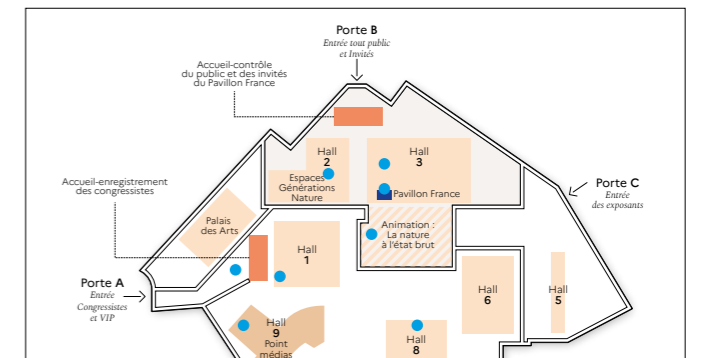 Porte B
Entrée tout public
et Invités
Accueil-contrôle
du public et des invités
du Pavillon France
Hall
2
Hall
3
Espaces
Générations
Nature
Pavillon France
Accueil-enregistrement
des congressistes
Porte C
Entrée
des exposants
Palais
des Arts
Animation :
La nature
à l'état brut
Hall
1
Porte A
Entrée
Congressistes
et VIP
Hall
6
Hall
5
Hall
9
Point
médias
Hall
8